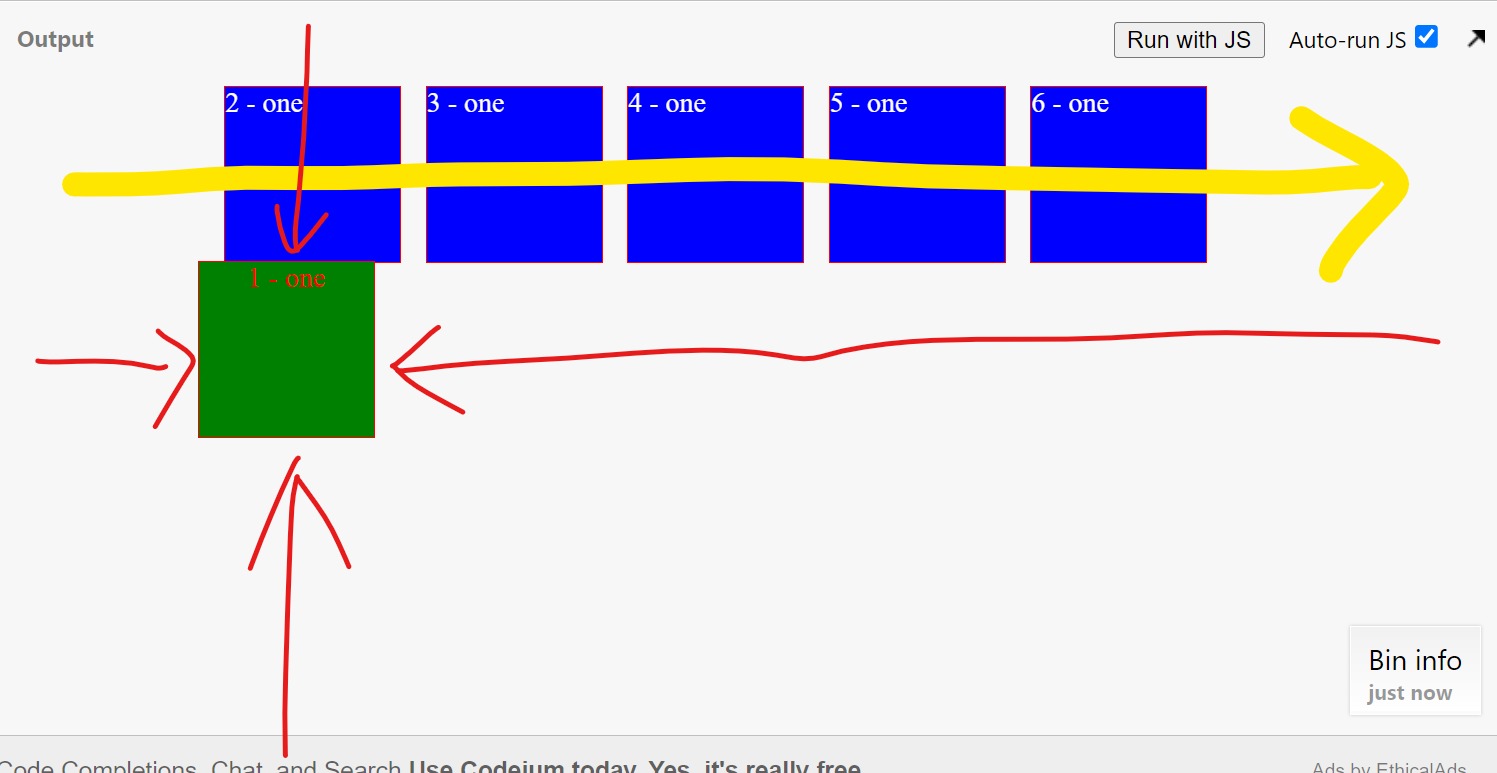 Output
Run with JS
Auto-run JS
2 - one
3 - one
4 - one
5 - one
6 - one
1 - one
Bin info
just now
Code Completions, Chat, and Search Use Codeium today. Yes, it's really free.
Ads by EthicalAds